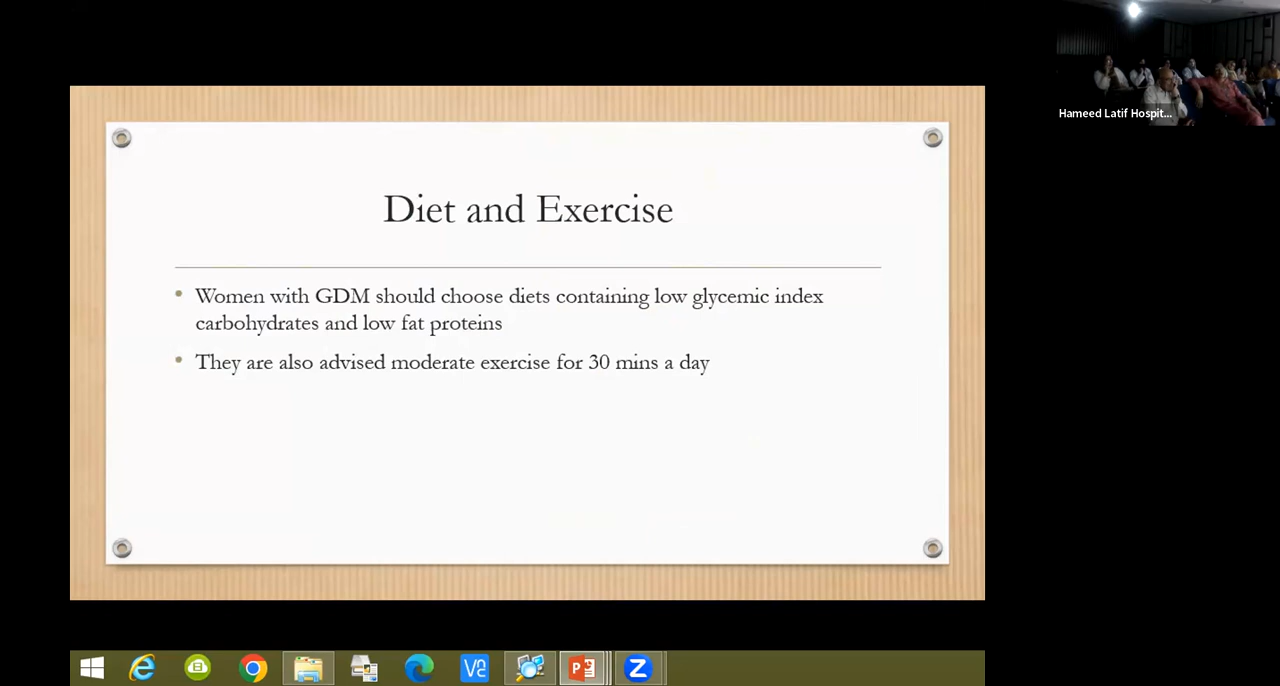 Hameed Latif Hospit...
Diet and Exercise
• Women with GDM should choose diets containing low glycemic index
carbohydrates and low fat proteins
• They are also advised moderate exercise for 30 mins a day